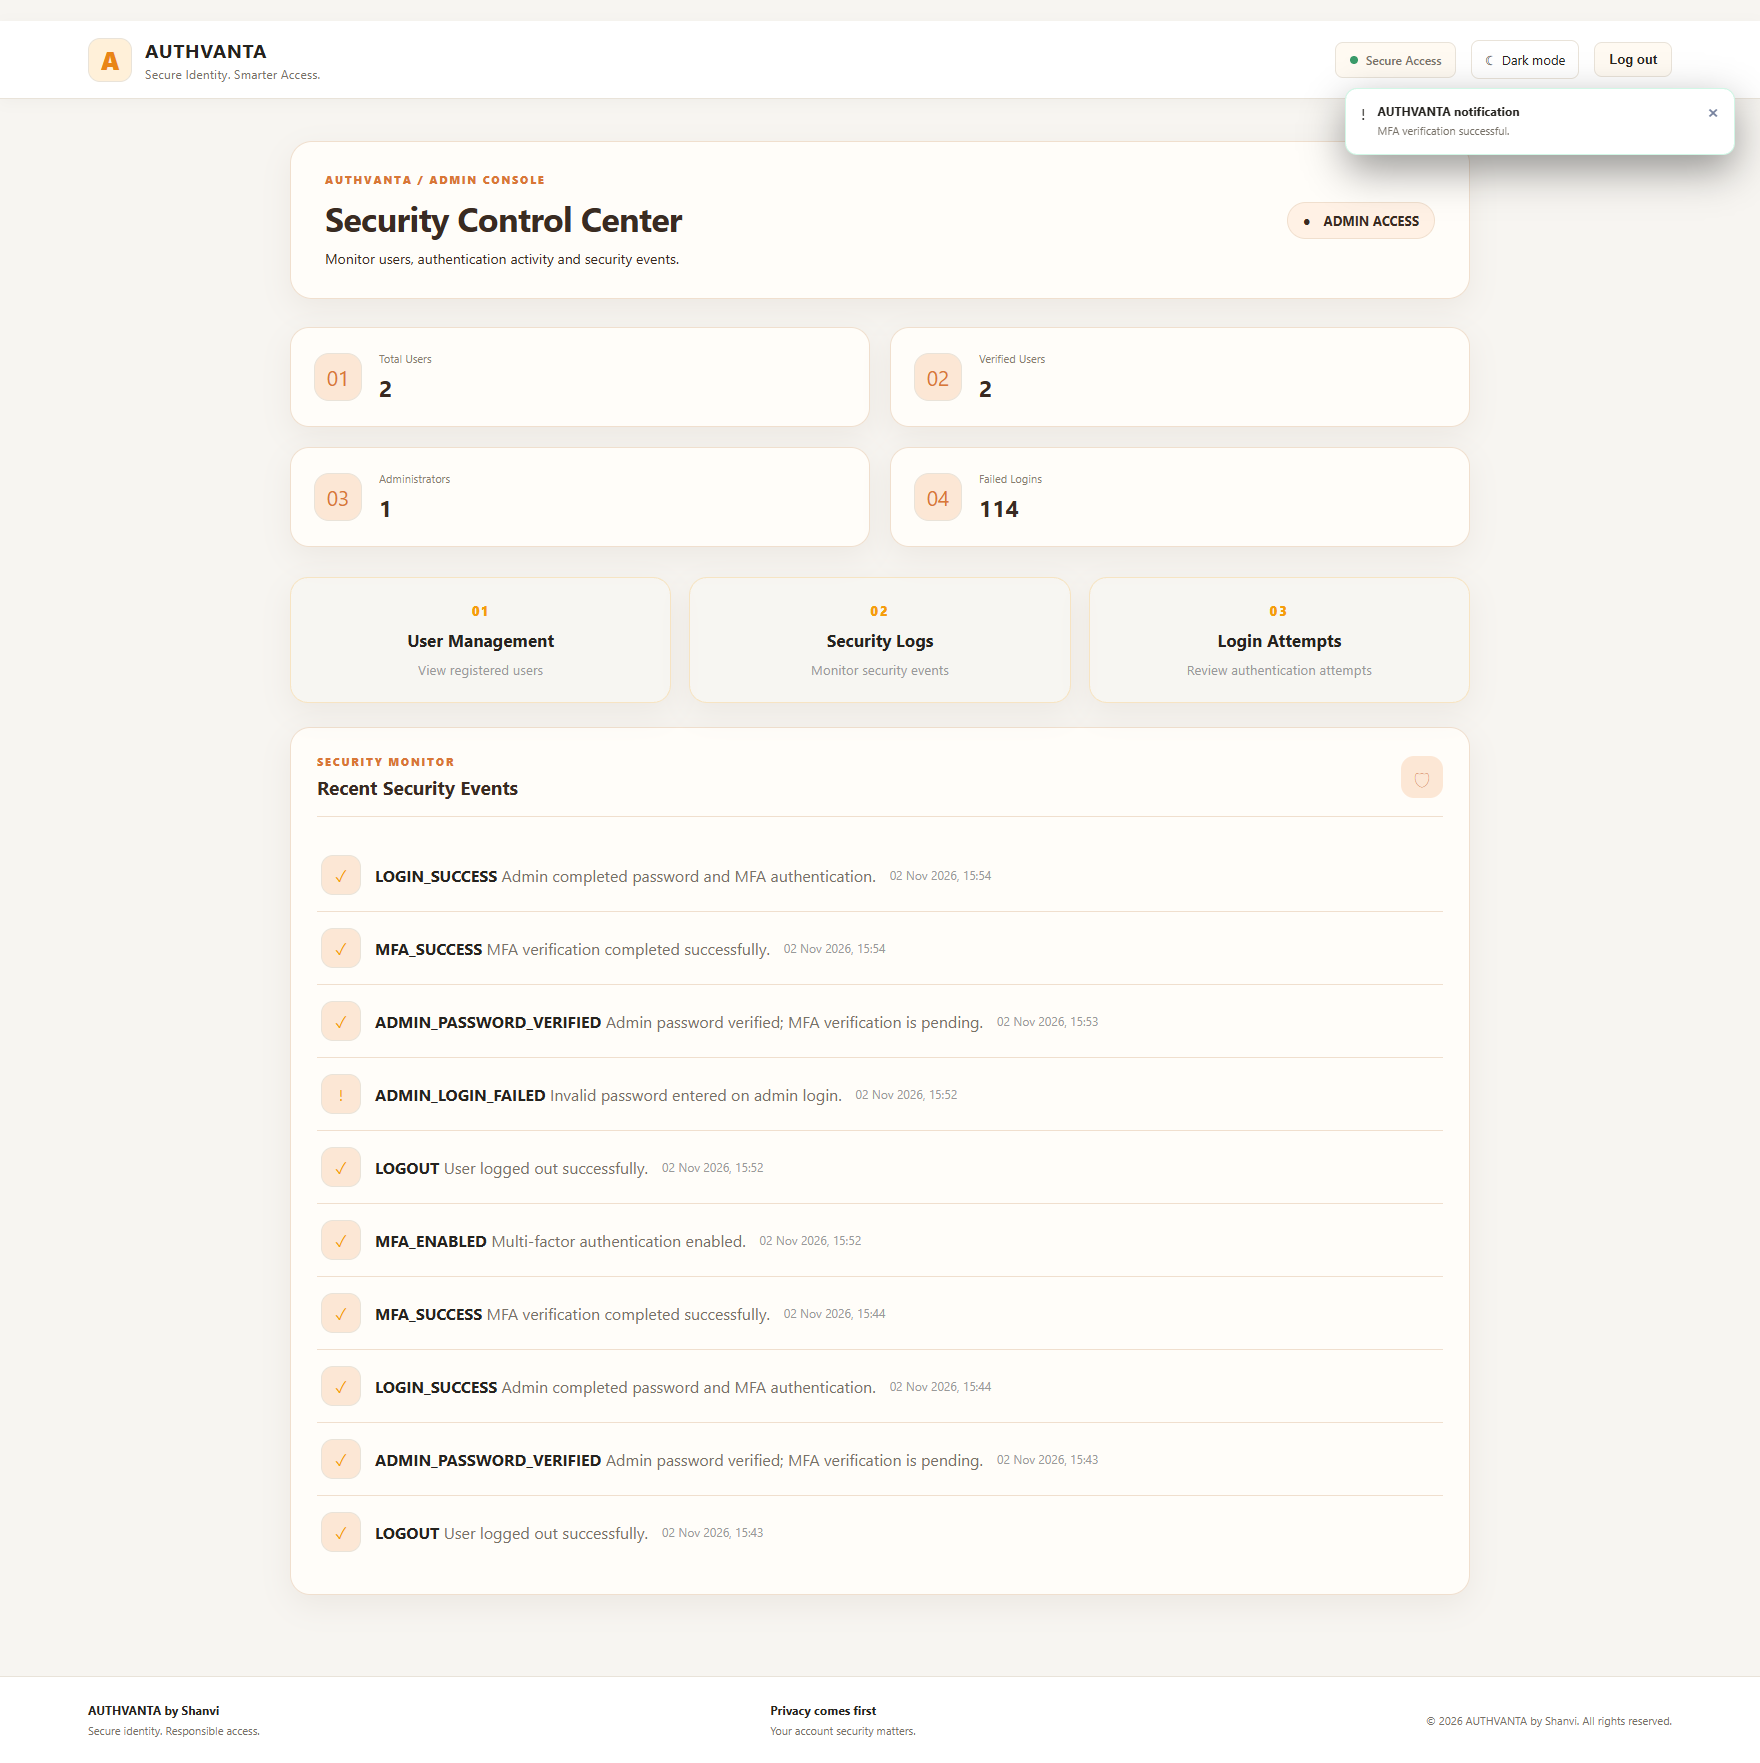 A
AUTHVANTA
Secure Identity. Smarter Access.
Secure Access
Dark mode
Log out
! AUTHVANTA notification ×
MFA verification successful.
AUTHVANTA / ADMIN CONSOLE
Security Control Center
Monitor users, authentication activity and security events.
• ADMIN ACCESS
01 Total Users
2
02 Verified Users
2
03 Administrators
1
04 Failed Logins
114
01
User Management
View registered users
02
Security Logs
Monitor security events
03
Login Attempts
Review authentication attempts
SECURITY MONITOR
Recent Security Events
✓ LOGIN_SUCCESS Admin completed password and MFA authentication. 02 Nov 2026, 15:54
✓ MFA_SUCCESS MFA verification completed successfully. 02 Nov 2026, 15:54
✓ ADMIN_PASSWORD_VERIFIED Admin password verified; MFA verification is pending. 02 Nov 2026, 15:53
! ADMIN_LOGIN_FAILED Invalid password entered on admin login. 02 Nov 2026, 15:52
✓ LOGOUT User logged out successfully. 02 Nov 2026, 15:52
✓ MFA_ENABLED Multi-factor authentication enabled. 02 Nov 2026, 15:52
✓ MFA_SUCCESS MFA verification completed successfully. 02 Nov 2026, 15:44
✓ LOGIN_SUCCESS Admin completed password and MFA authentication. 02 Nov 2026, 15:44
✓ ADMIN_PASSWORD_VERIFIED Admin password verified; MFA verification is pending. 02 Nov 2026, 15:43
✓ LOGOUT User logged out successfully. 02 Nov 2026, 15:43
AUTHVANTA by Shanvi
Secure identity. Responsible access.
Privacy comes first
Your account security matters.
© 2026 AUTHVANTA by Shanvi. All rights reserved.